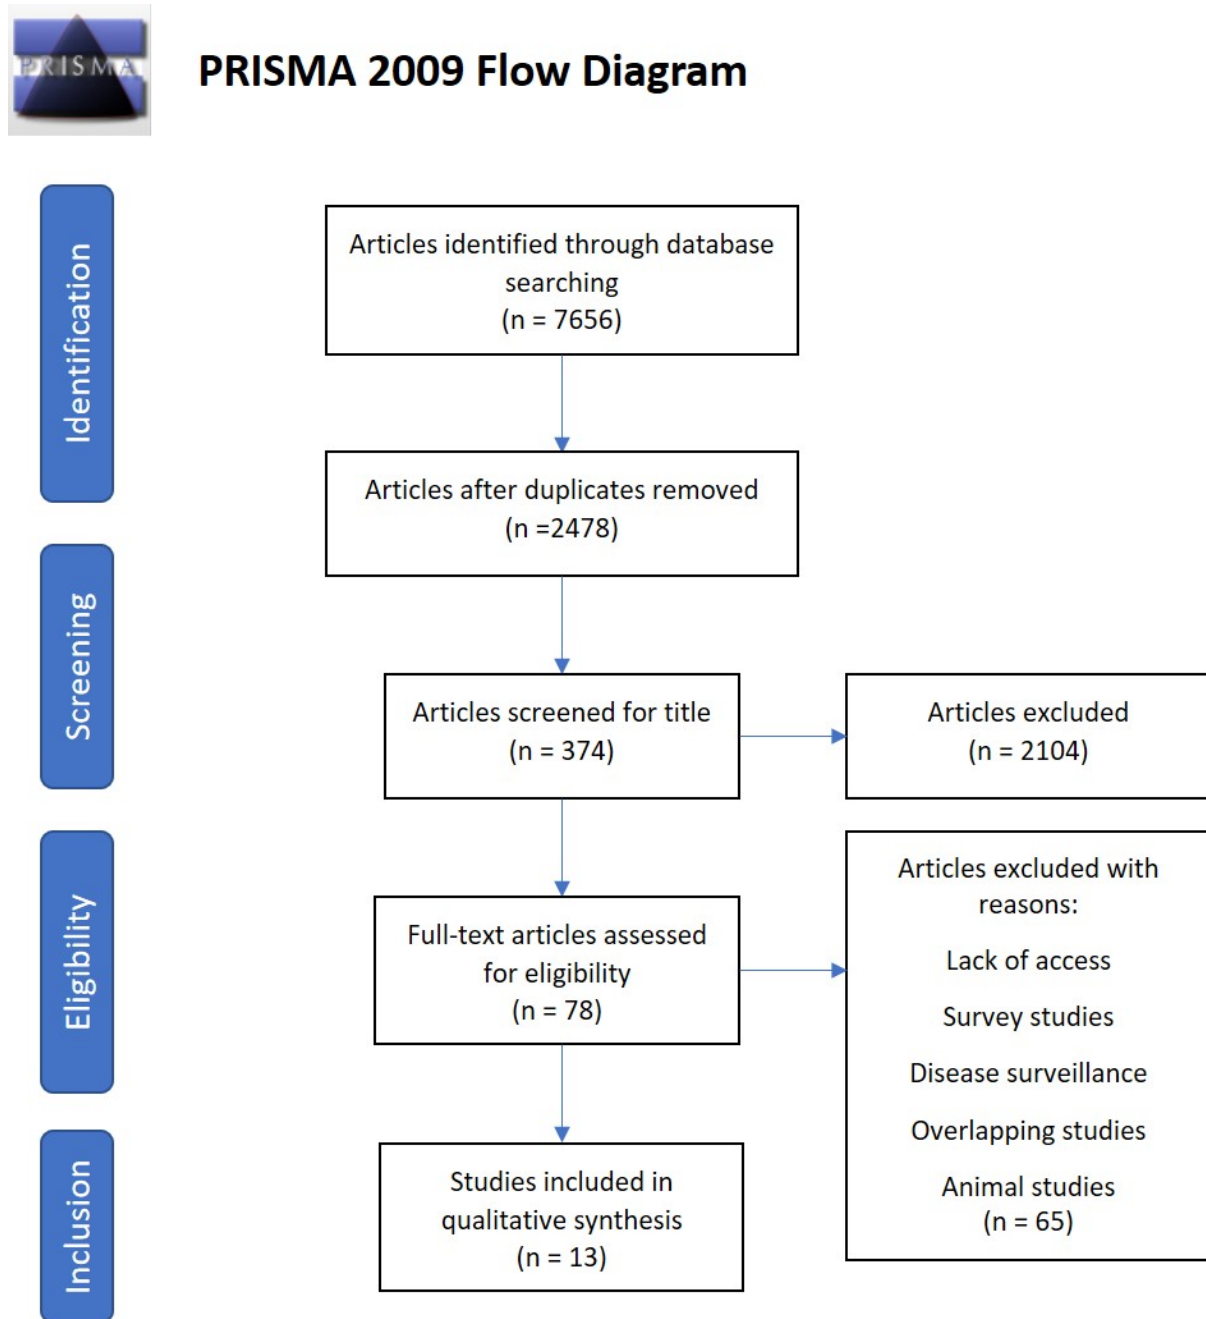 PRISMA
PRISMA 2009 Flow Diagram
Identification
Articles identified through database
searching
(n = 7656)
Articles after duplicates removed
(n =2478)
Screening
Articles screened for title
(n = 374)
Articles excluded
(n = 2104)
Eligibility
Full-text articles assessed
for eligibility
(n = 78)
Articles excluded with
reasons:
Lack of access
Survey studies
Disease surveillance
Overlapping studies
Animal studies
(n = 65)
Inclusion
Studies included in
qualitative synthesis
(n = 13)